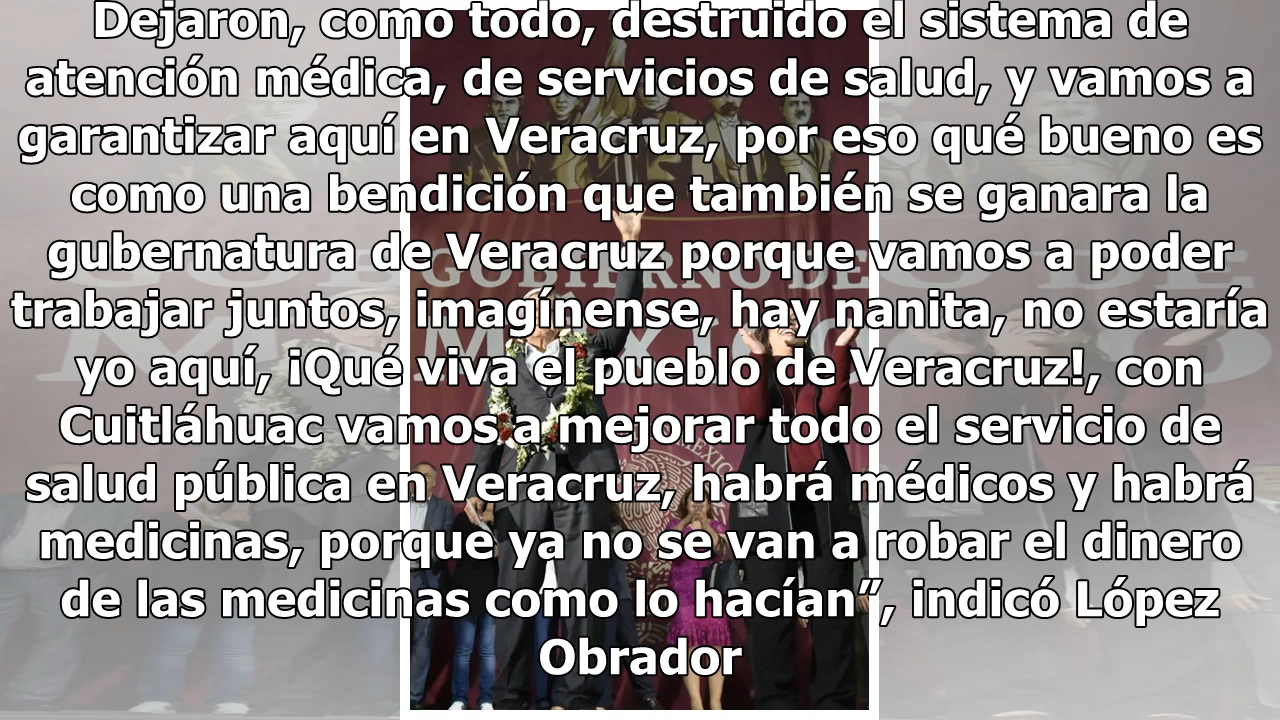 Dejaron, como todo, destruido el sistema de
atención médica, de servicios de salud, y vamos a
garantizar aquí en Veracruz, por eso qué bueno es
como una bendición que también se ganara la
gubernatura de Veracruz porque vamos a poder
trabajar juntos, imagínense, hay nanita, no estaría
yo aquí, ¡Qué viva el pueblo de Veracruz!, con
Cuitláhuac vamos a mejorar todo el servicio de
salud pública en Veracruz, habrá médicos y habrá
medicinas, porque ya no se van a robar el dinero
de las medicinas como lo hacían”, indicó López
Obrador
GOBIERNO DE
MÉXICO